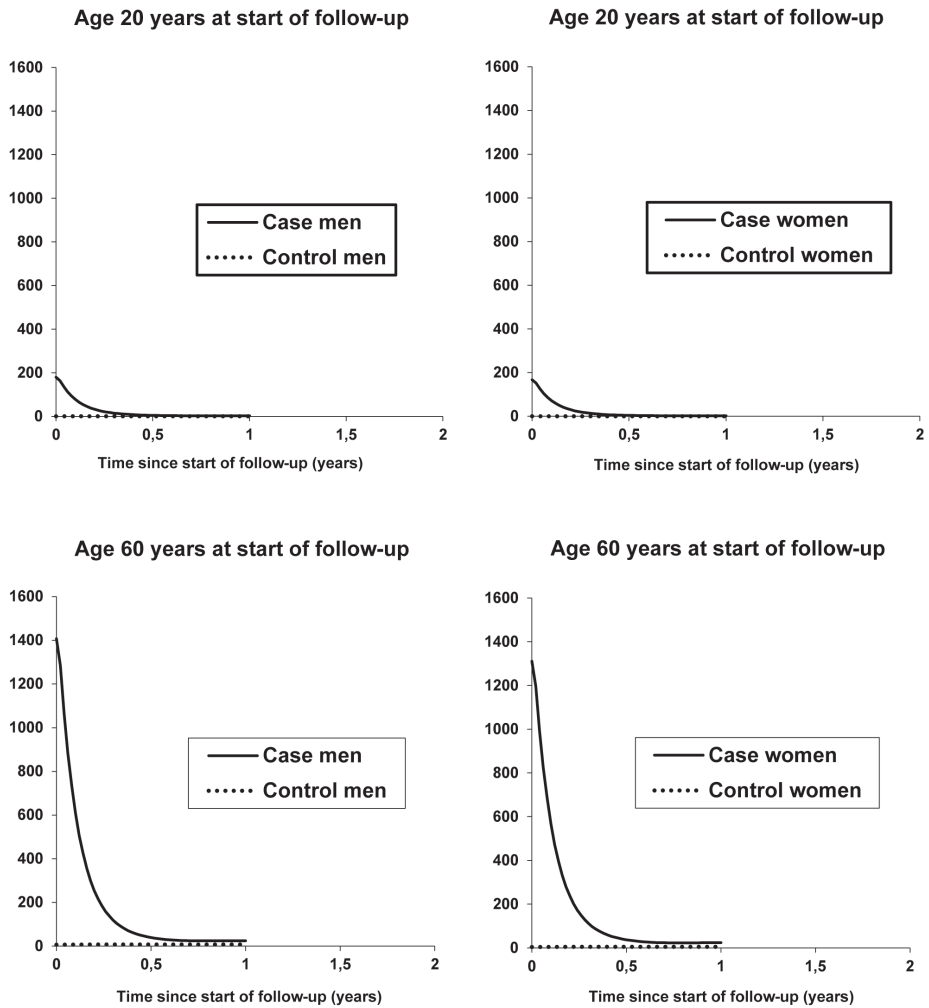 Age 20 years at start of follow-up
1600
1400
1200
1000
800
600
400
200
0
Case men
Control men
0 0,5 1 1,5 2
Time since start of follow-up (years)
Age 20 years at start of follow-up
1600
1400
1200
1000
800
600
400
200
0
Case women
Control women
0 0,5 1 1,5 2
Time since start of follow-up (years)
Age 60 years at start of follow-up
1600
1400
1200
1000
800
600
400
200
0
Case men
Control men
0 0,5 1 1,5 2
Time since start of follow-up (years)
Age 60 years at start of follow-up
1600
1400
1200
1000
800
600
400
200
0
Case women
Control women
0 0,5 1 1,5 2
Time since start of follow-up (years)